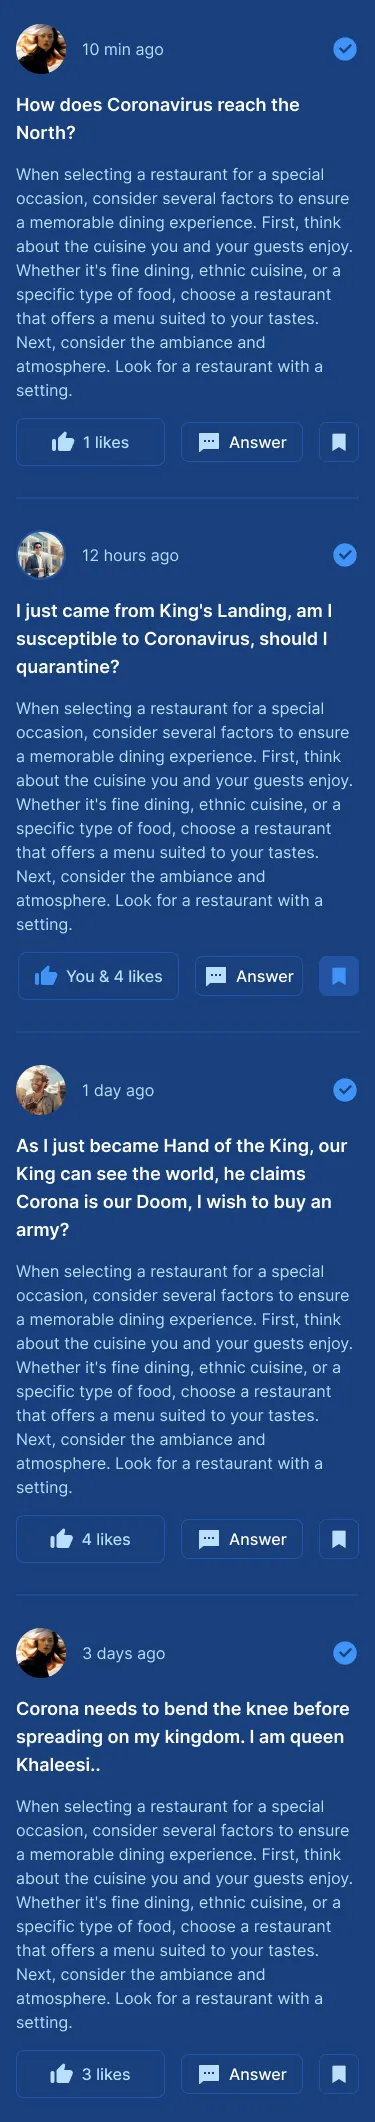 10 min ago
How does Coronavirus reach the
North?
When selecting a restaurant for a special
occasion, consider several factors to ensure
a memorable dining experience. First, think
about the cuisine you and your guests enjoy.
Whether it's fine dining, ethnic cuisine, or a
specific type of food, choose a restaurant
that offers a menu suited to your tastes.
Next, consider the ambiance and
atmosphere. Look for a restaurant with a
setting.
1 likes Answer
12 hours ago
I just came from King's Landing, am I
susceptible to Coronavirus, should I
quarantine?
When selecting a restaurant for a special
occasion, consider several factors to ensure
a memorable dining experience. First, think
about the cuisine you and your guests enjoy.
Whether it's fine dining, ethnic cuisine, or a
specific type of food, choose a restaurant
that offers a menu suited to your tastes.
Next, consider the ambiance and
atmosphere. Look for a restaurant with a
setting.
You & 4 likes Answer
1 day ago
As I just became Hand of the King, our
King can see the world, he claims
Corona is our Doom, I wish to buy an
army?
When selecting a restaurant for a special
occasion, consider several factors to ensure
a memorable dining experience. First, think
about the cuisine you and your guests enjoy.
Whether it's fine dining, ethnic cuisine, or a
specific type of food, choose a restaurant
that offers a menu suited to your tastes.
Next, consider the ambiance and
atmosphere. Look for a restaurant with a
setting.
4 likes Answer
3 days ago
Corona needs to bend the knee before
spreading on my kingdom. I am queen
Khaleesi..
When selecting a restaurant for a special
occasion, consider several factors to ensure
a memorable dining experience. First, think
about the cuisine you and your guests enjoy.
Whether it's fine dining, ethnic cuisine, or a
specific type of food, choose a restaurant
that offers a menu suited to your tastes.
Next, consider the ambiance and
atmosphere. Look for a restaurant with a
setting.
3 likes Answer